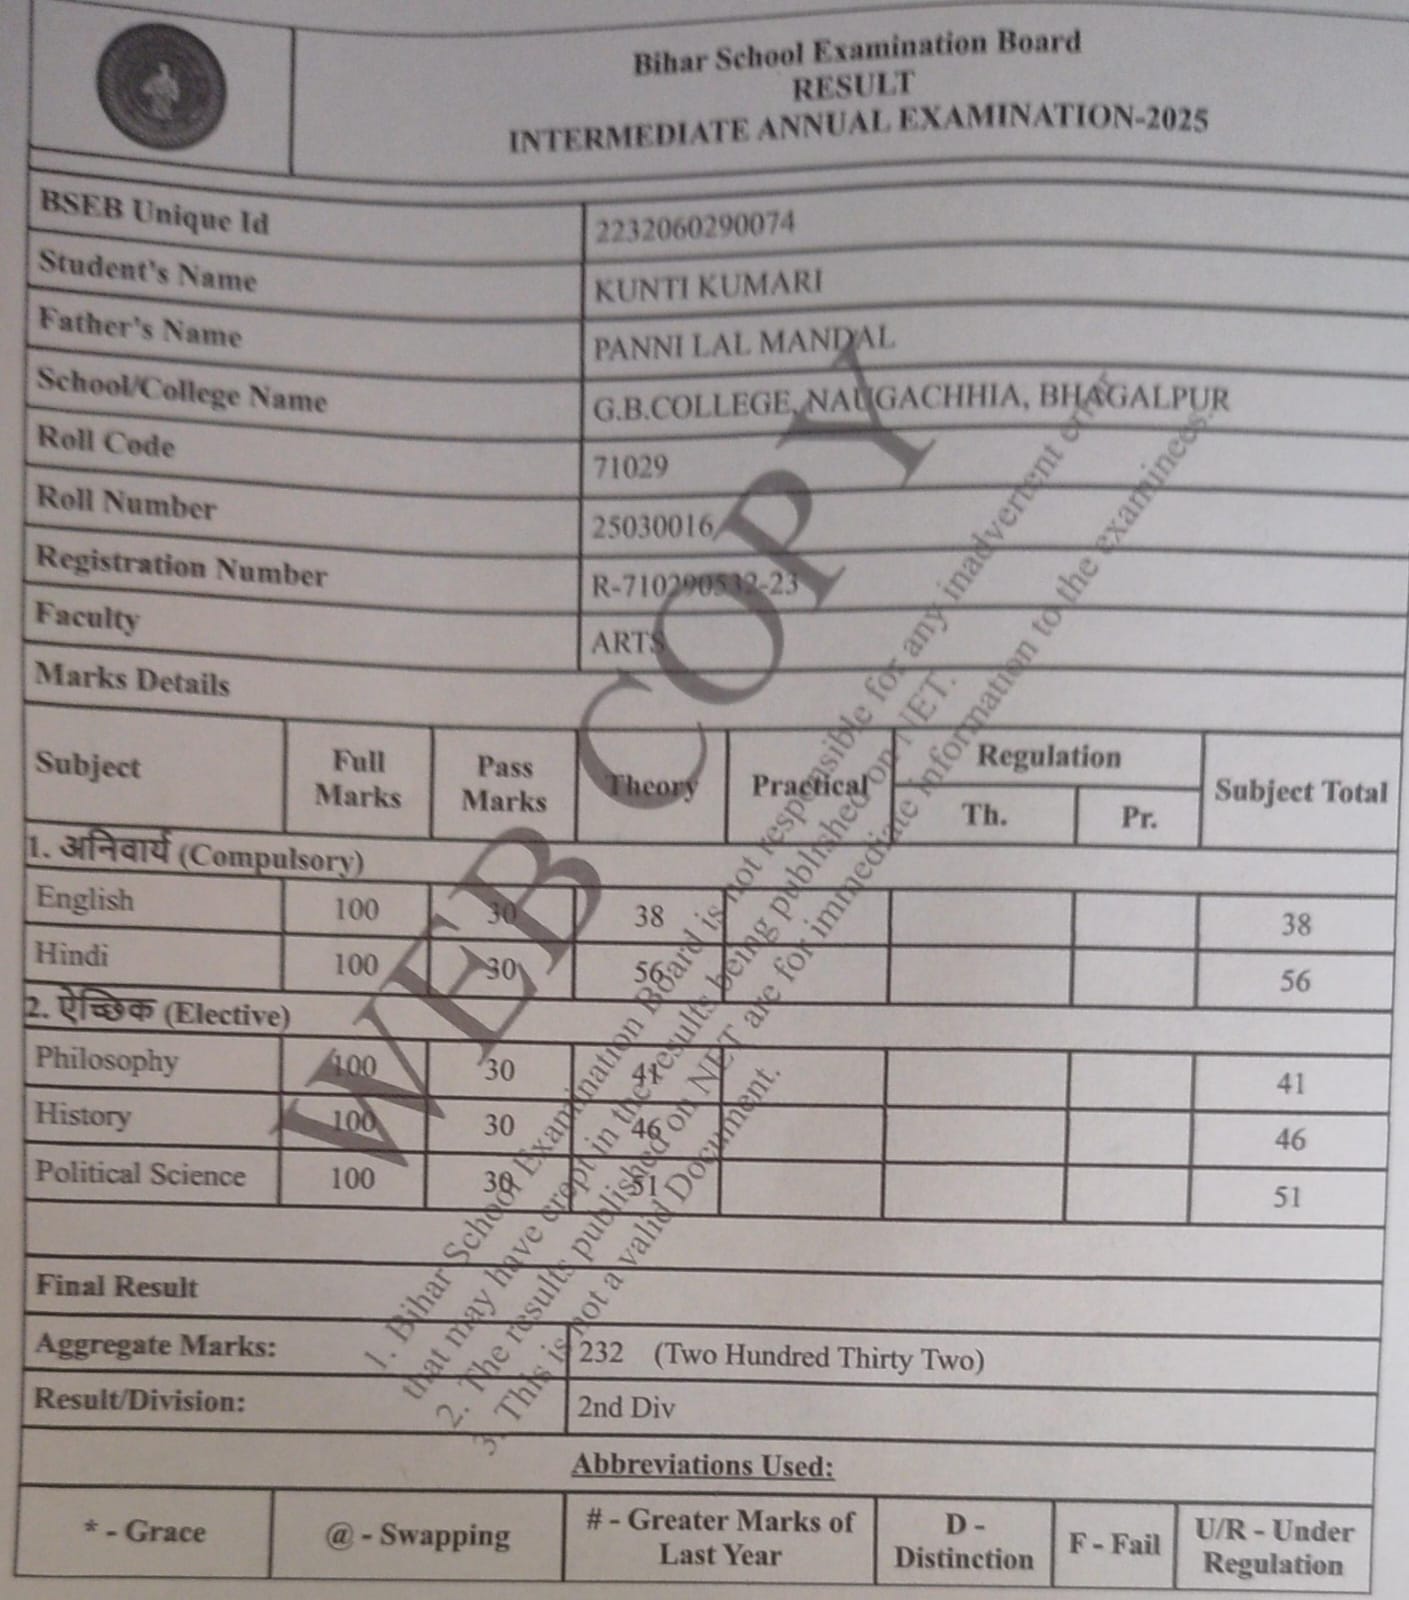 Bihar School Examination Board
RESULT
INTERMEDIATE ANNUAL EXAMINATION-2025
BSEB Unique Id 2232060290074
Student's Name KUNTI KUMARI
Father's Name PANNI LAL MANDAL
School/College Name G.B.COLLEGE, NAUGACHHIA, BHAGALPUR
Roll Code 71029
Roll Number 25030016
Registration Number R-710290532-23
Faculty ARTS
Marks Details
Subject Full Marks Pass Marks Theory Practical Regulation Th. Pr. Subject Total
1. अनिवार्य (Compulsory)
English 100 30 38 38
Hindi 100 30 56 56
2. ऐच्छिक (Elective)
Philosophy 100 30 41 41
History 100 30 46 46
Political Science 100 30 51 51
Final Result
Aggregate Marks: 232 (Two Hundred Thirty Two)
Result/Division: 2nd Div
Abbreviations Used:
* - Grace @ - Swapping # - Greater Marks of Last Year D - Distinction F - Fail U/R - Under Regulation
WEB COPY
1. Bihar School Examination Board is not responsible for any inadvertent error
that may have crept in the results being published on NET.
2. The results published on NET are for immediate information to the examinees.
3. This is not a valid Document.